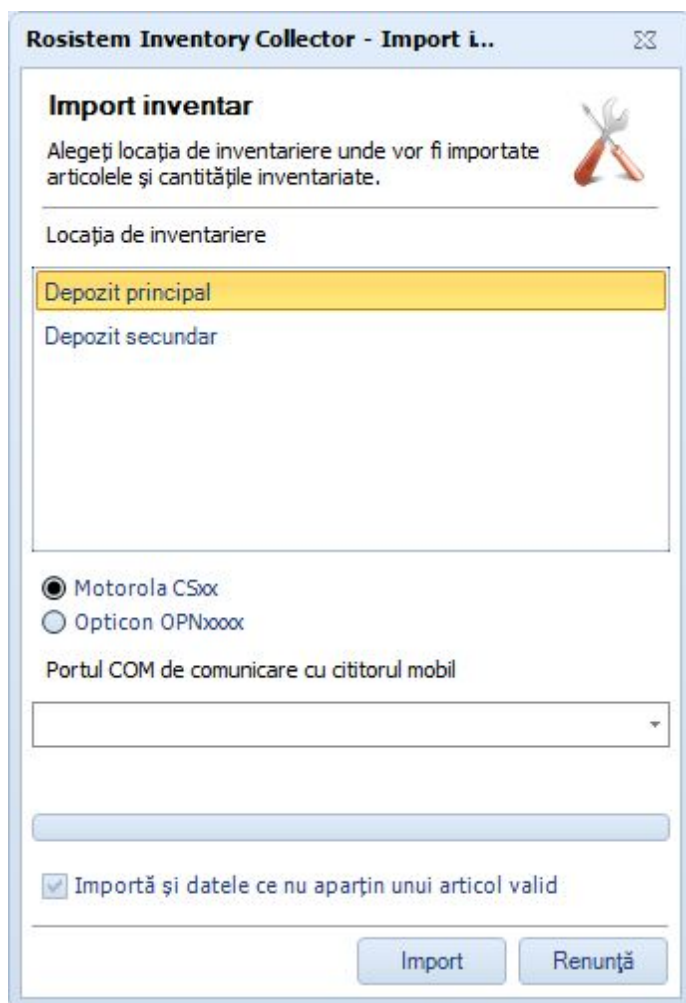 Rosistem Inventory Collector - Import i...
Import inventar
Alegeți locația de inventariere unde vor fi importate
articolele și cantitățile inventariate.
Locația de inventariere
Depozit principal
Depozit secundar
Motorola CSxx
Opticon OPNxxxx
Portul COM de comunicare cu cititorul mobil
Importă și datele ce nu aparțin unui articol valid
Import
Renunță